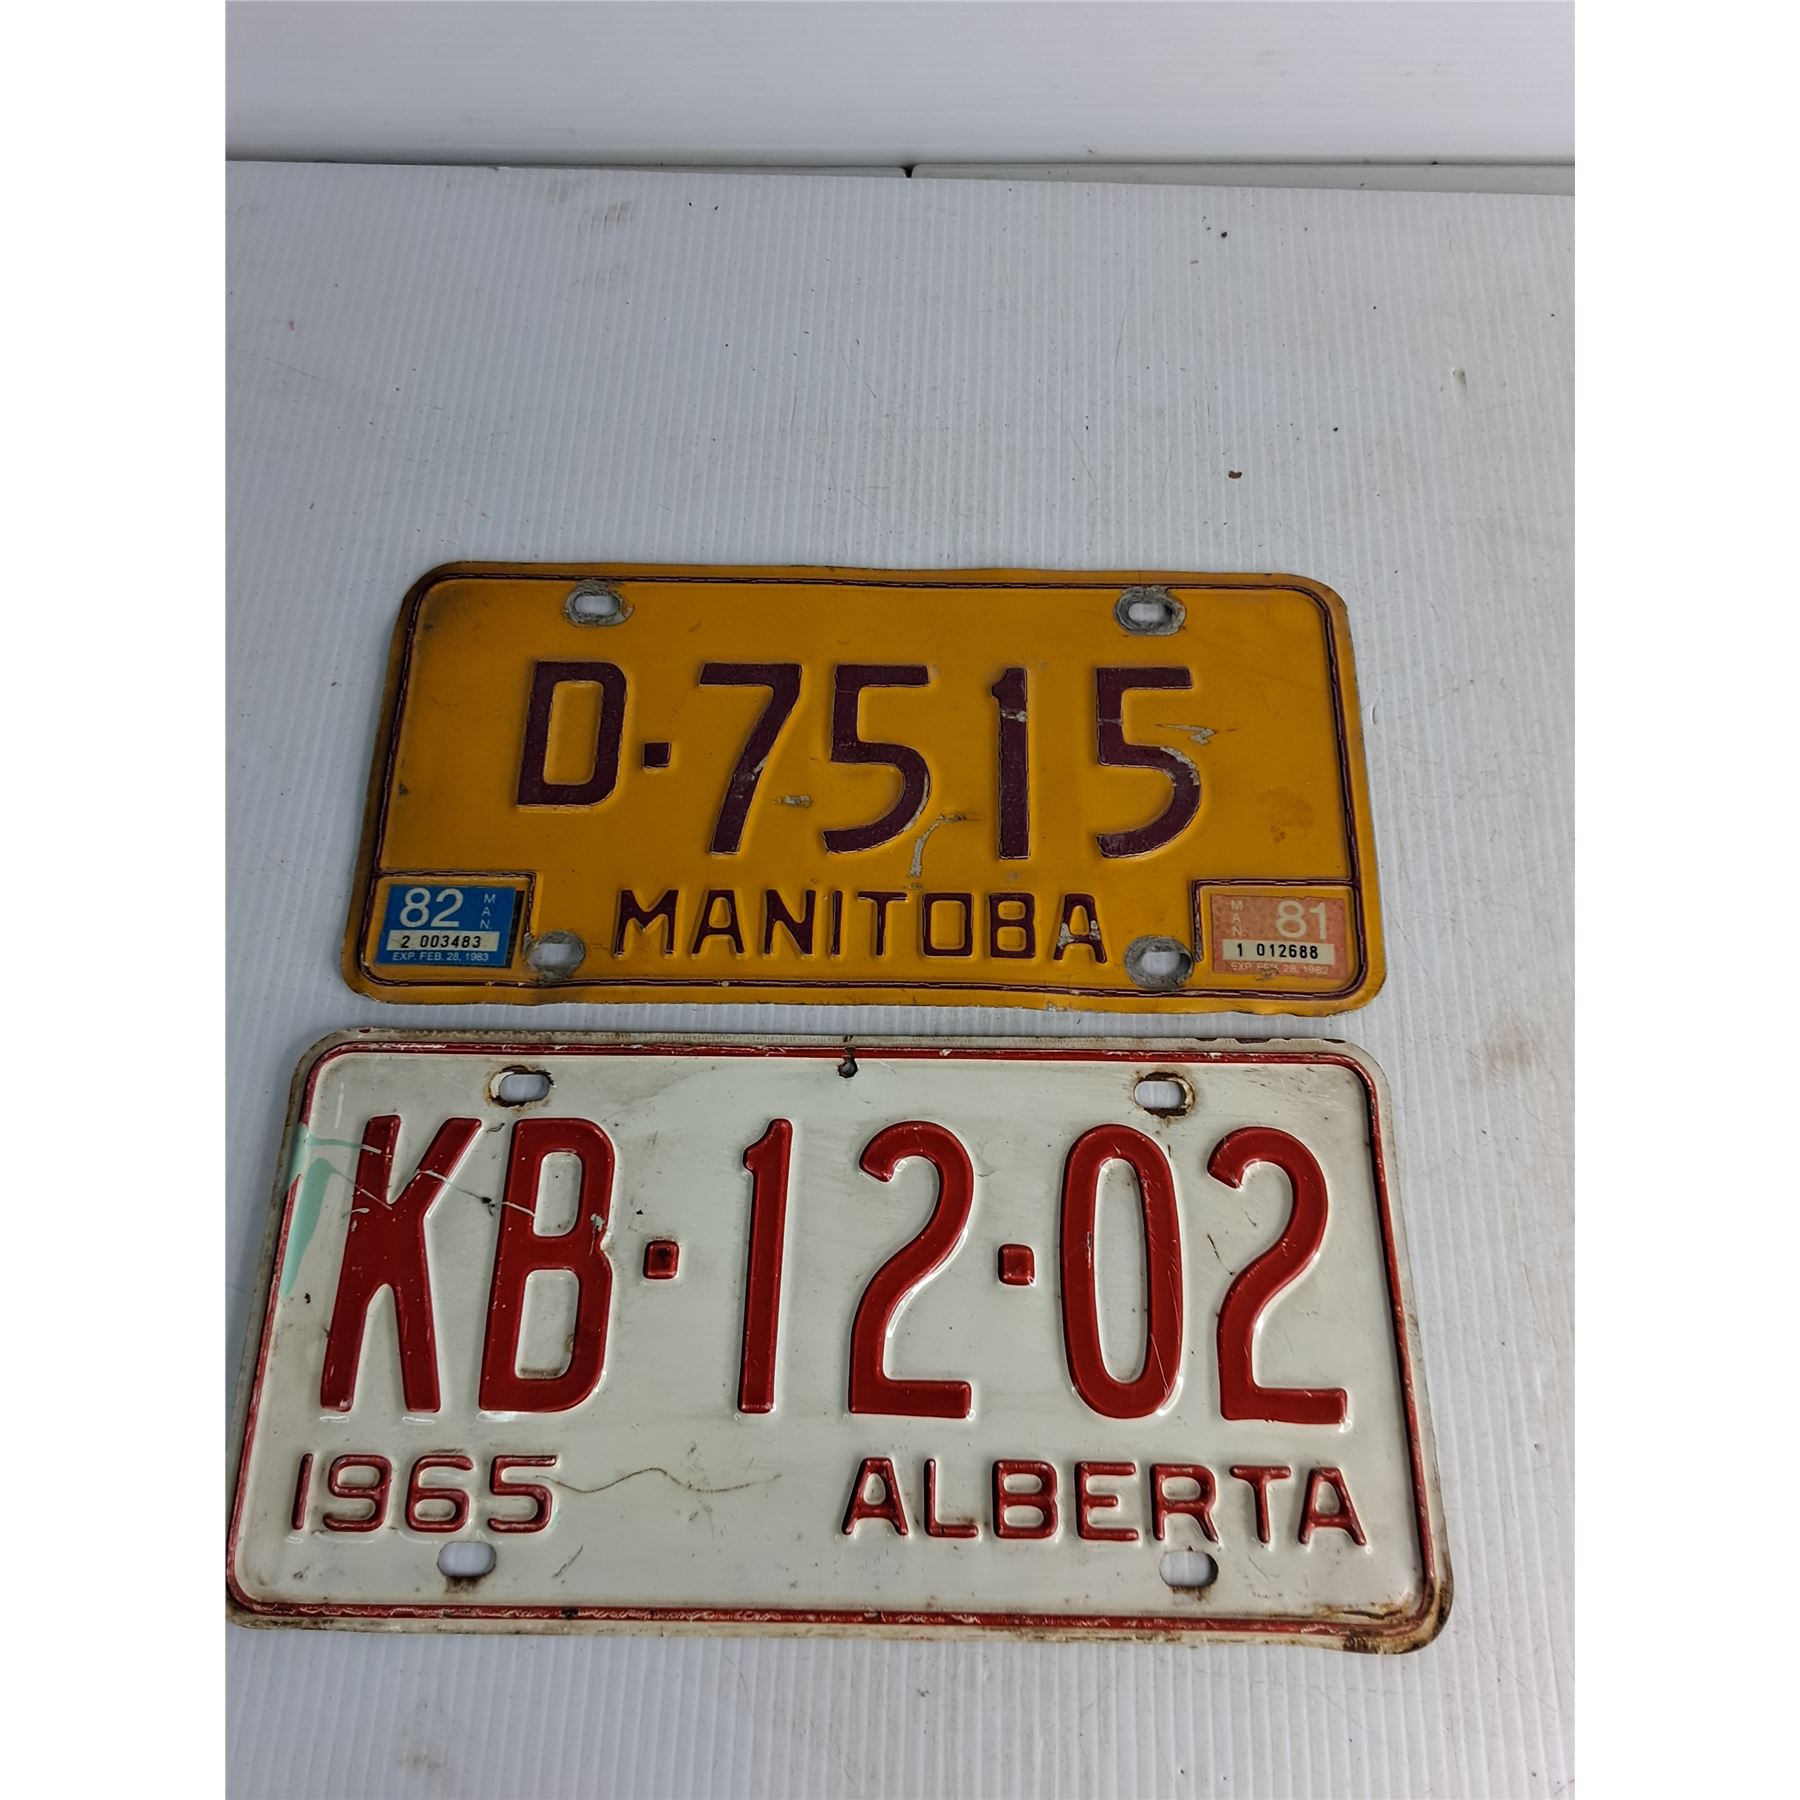 D·7515
MANITOBA
82 MAN.
2 003483
EXP. FEB. 28, 1983
MAN. 81
1 012688
EXP. FEB. 28, 1982
KB·12·02
1965 ALBERTA